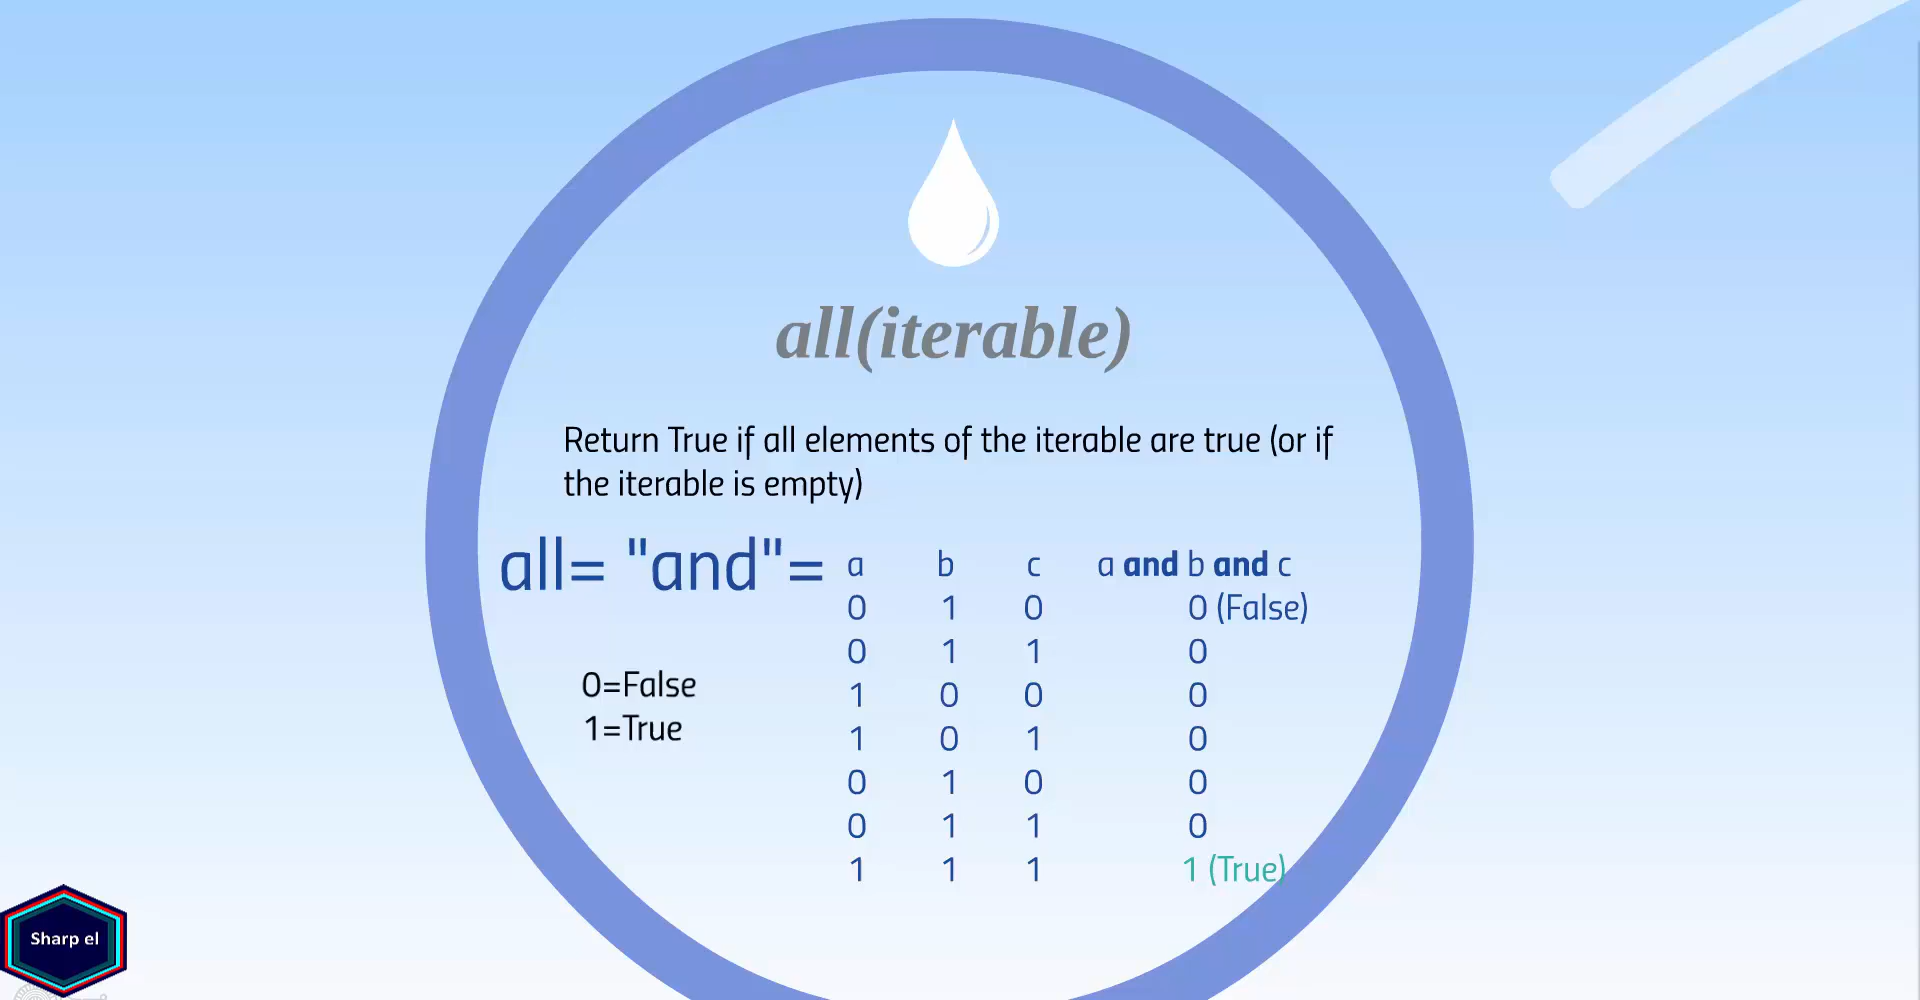 all(iterable)
Return True if all elements of the iterable are true (or if
the iterable is empty)
all= "and"=
a b c a and b and c
0 1 0 0 (False)
0 1 1 0
1 0 0 0
1 0 1 0
0 1 0 0
0 1 1 0
1 1 1 1 (True)
0=False
1=True
Sharp el